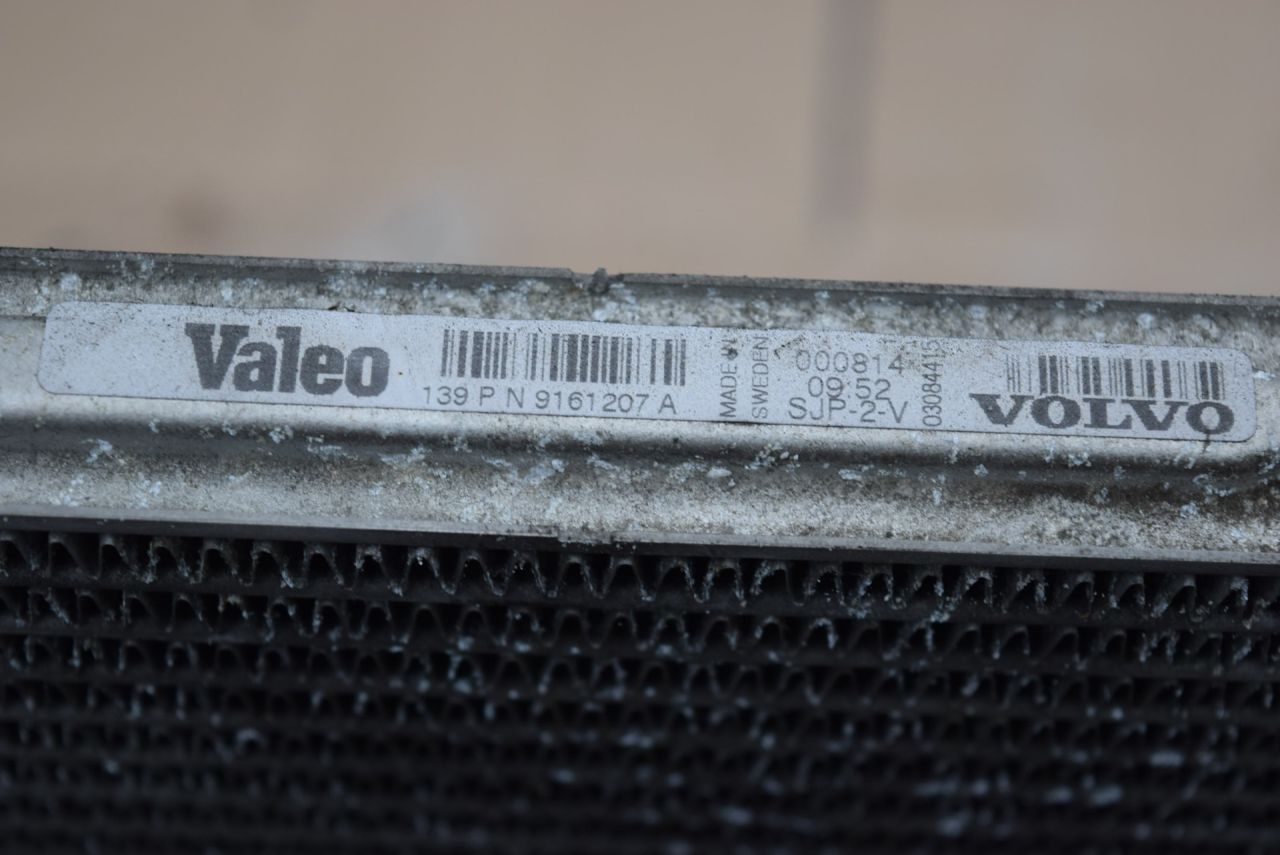 Valeo
139 P N 9161207 A
MADE IN
SWEDEN
000814
09:52
SJP-2-V
03084415
VOLVO